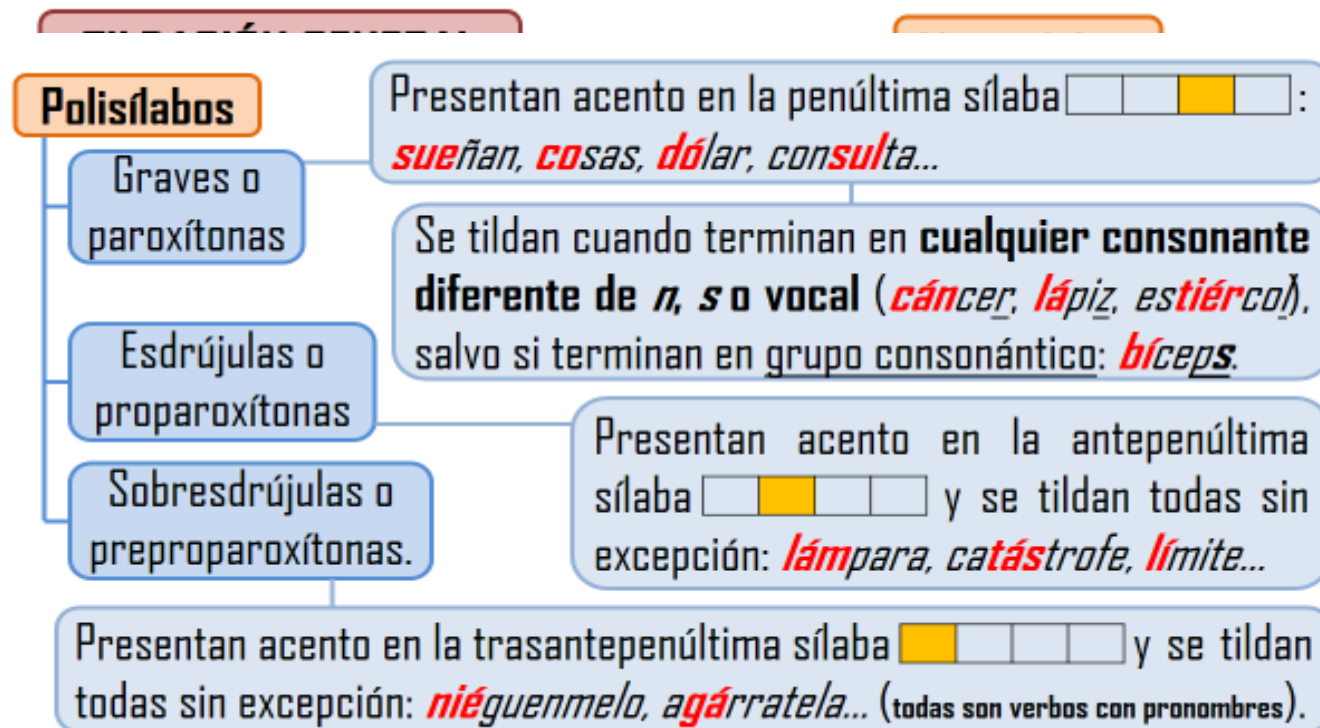 Polisílabos
Presentan acento en la penúltima sílaba :
sueñan, cosas, dólar, consulta...
Graves o
paroxítonas
Se tildan cuando terminan en cualquier consonante
diferente de n, s o vocal (cáncer, lápiz, estiércol),
salvo si terminan en grupo consonántico: bíceps.
Esdrújulas o
proparoxítonas
Presentan acento en la antepenúltima
sílaba y se tildan todas sin
excepción: lámpara, catástrofe, límite...
Sobresdrújulas o
preproparoxítonas.
Presentan acento en la trasantepenúltima sílaba y se tildan
todas sin excepción: niéguenmelo, agárratela... (todas son verbos con pronombres).